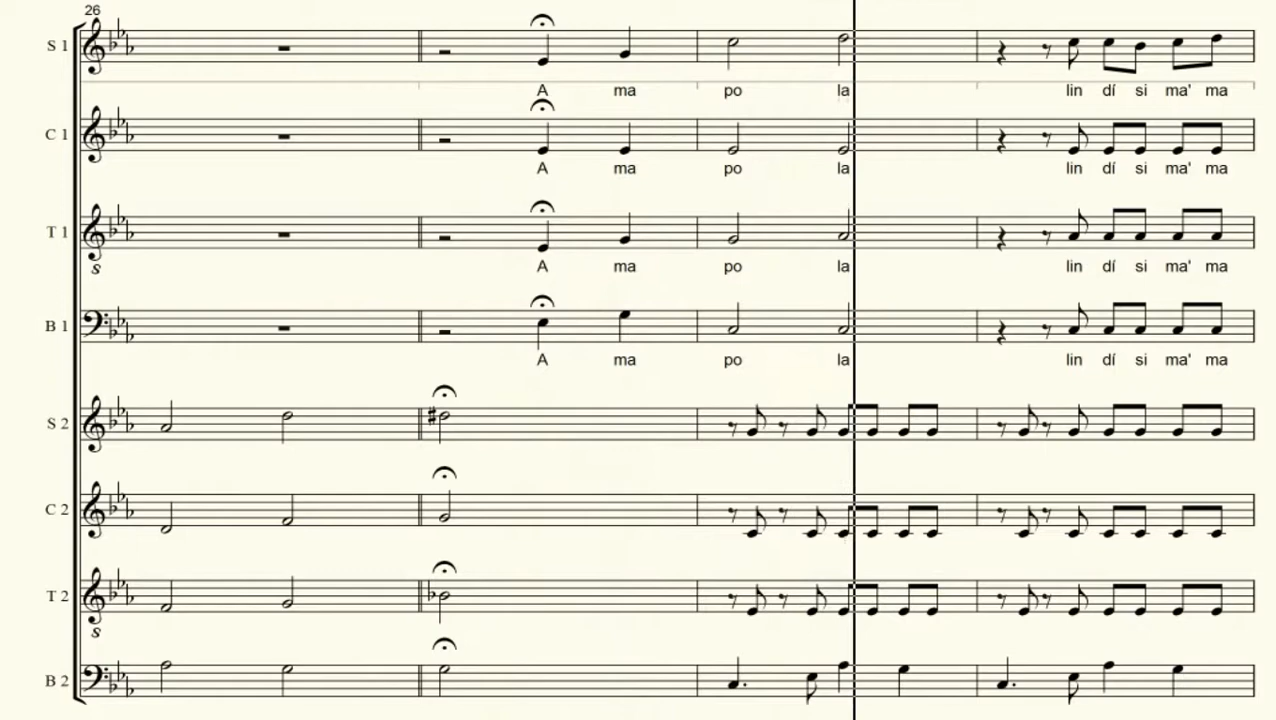 26
S 1
A ma po la lin dí si ma' ma
C 1
A ma po la lin dí si ma' ma
T 1
8
A ma po la lin dí si ma' ma
B 1
A ma po la lin dí si ma' ma
S 2
C 2
T 2
8
B 2